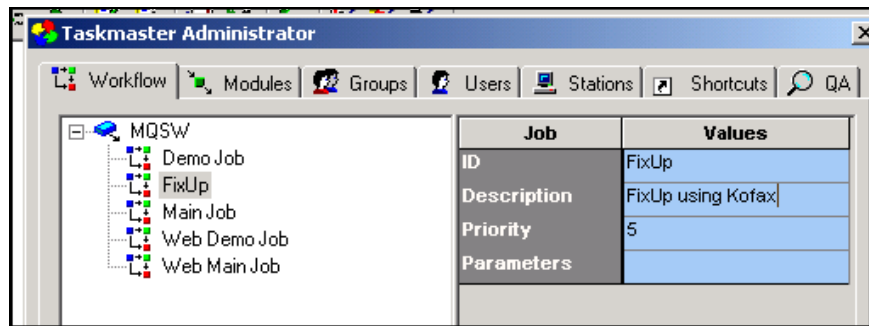 Taskmaster Administrator
Workflow Modules Groups Users Stations Shortcuts QA
MQSW
Demo Job
FixUp
Main Job
Web Demo Job
Web Main Job
Job Values
ID FixUp
Description FixUp using Kofax
Priority 5
Parameters